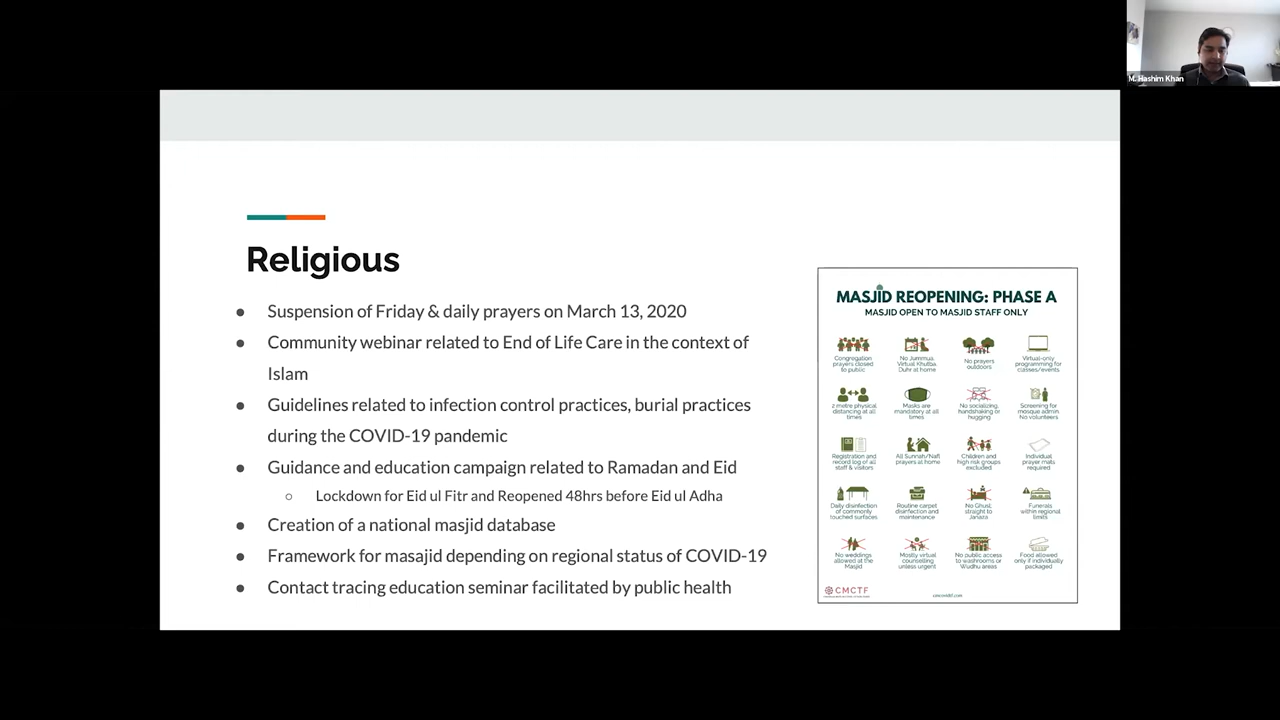 M. Hashim Khan
Religious
● Suspension of Friday & daily prayers on March 13, 2020
● Community webinar related to End of Life Care in the context of
Islam
● Guidelines related to infection control practices, burial practices
during the COVID-19 pandemic
● Guidance and education campaign related to Ramadan and Eid
○ Lockdown for Eid ul Fitr and Reopened 48hrs before Eid ul Adha
● Creation of a national masjid database
● Framework for masajid depending on regional status of COVID-19
● Contact tracing education seminar facilitated by public health
MASJID REOPENING: PHASE A
MASJID OPEN TO MASJID STAFF ONLY
Congregation
prayers closed
to public
No Jummua.
Virtual Khutba.
Duhr at home
No prayers
outdoors
Virtual-only
programming for
classes/events
2 metre physical
distancing at all
times
Masks are
mandatory at all
times
No socializing,
handshaking or
hugging
Screening for
mosque admin.
No volunteers
Registration and
record log of all
staff & visitors
All Sunnah/Nafl
prayers at home
Children and
high risk groups
excluded
Individual
prayer mats
required
Daily disinfection
of commonly
touched surfaces
Routine carpet
disinfection and
maintenance
No Ghusl;
straight to
Janaza
Funerals
within regional
limits
No weddings
allowed at the
Masjid
Mostly virtual
counselling
unless urgent
No public access
to washrooms or
Wudhu areas
Food allowed
only if individually
packaged
CMCTF